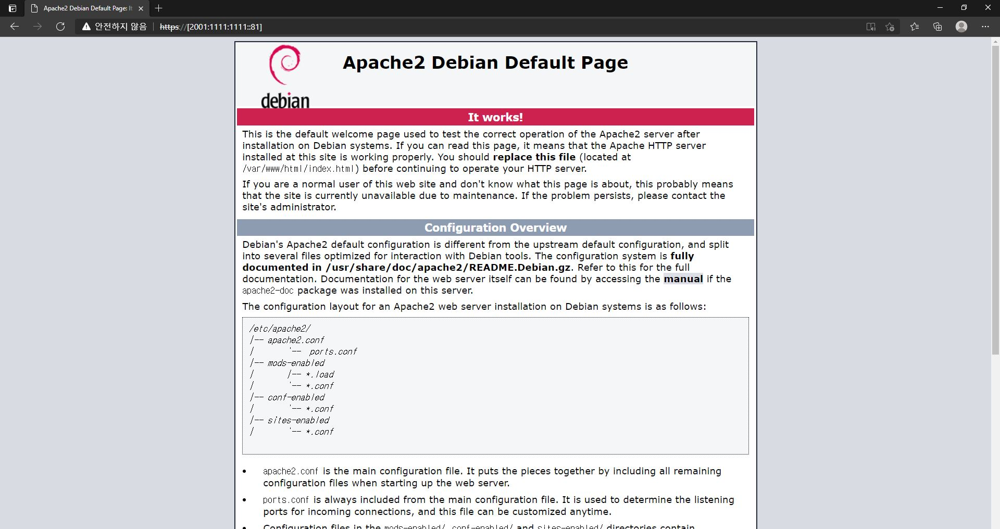 Apache2 Debian Default Page: It
안전하지 않음
https://[2001:1111:1111::81]
debian
Apache2 Debian Default Page
It works!
This is the default welcome page used to test the correct operation of the Apache2 server after
installation on Debian systems. If you can read this page, it means that the Apache HTTP server
installed at this site is working properly. You should replace this file (located at
/var/www/html/index.html) before continuing to operate your HTTP server.
If you are a normal user of this web site and don't know what this page is about, this probably means
that the site is currently unavailable due to maintenance. If the problem persists, please contact the
site's administrator.
Configuration Overview
Debian's Apache2 default configuration is different from the upstream default configuration, and split
into several files optimized for interaction with Debian tools. The configuration system is fully
documented in /usr/share/doc/apache2/README.Debian.gz. Refer to this for the full
documentation. Documentation for the web server itself can be found by accessing the manual if the
apache2-doc package was installed on this server.
The configuration layout for an Apache2 web server installation on Debian systems is as follows:
/etc/apache2/
|-- apache2.conf
|       `--  ports.conf
|-- mods-enabled
|       |-- *.load
|       `-- *.conf
|-- conf-enabled
|       `-- *.conf
|-- sites-enabled
|       `-- *.conf
• apache2.conf is the main configuration file. It puts the pieces together by including all remaining
configuration files when starting up the web server.
• ports.conf is always included from the main configuration file. It is used to determine the listening
ports for incoming connections, and this file can be customized anytime.
• Configuration files in the mods-enabled/, conf-enabled/ and sites-enabled/ directories contain